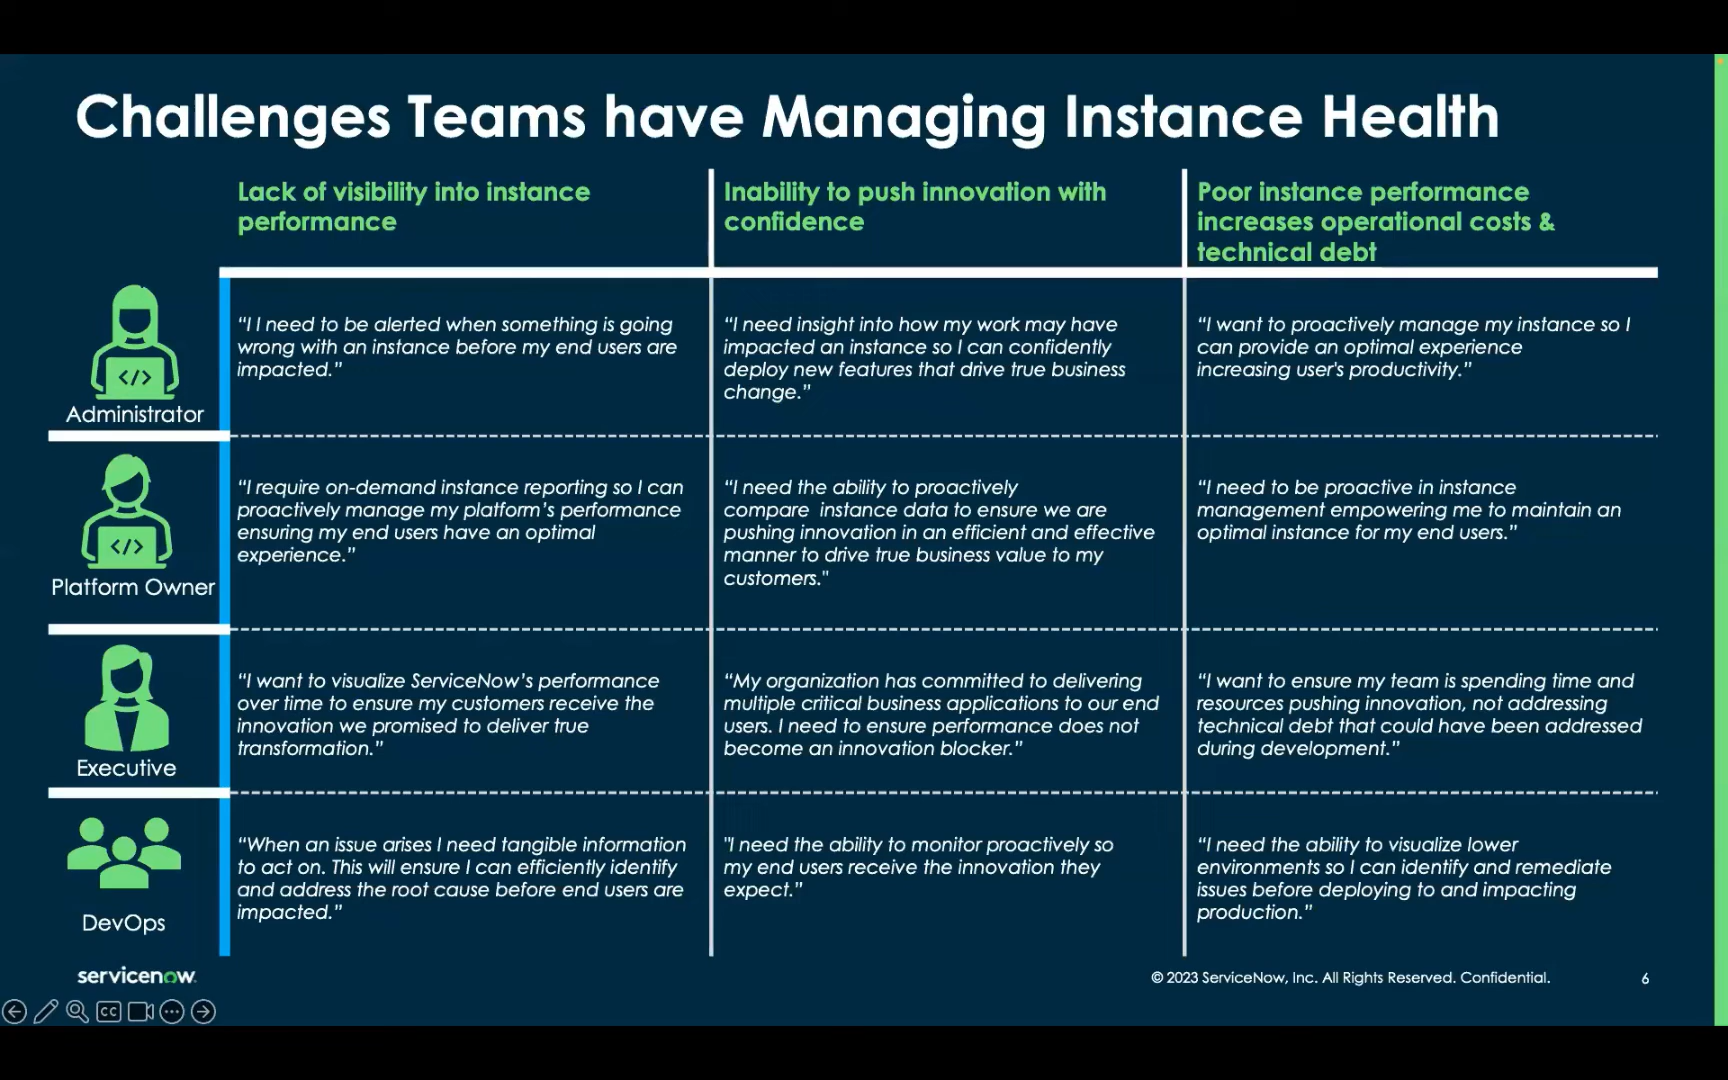 Challenges Teams have Managing Instance Health
Lack of visibility into instance
performance
Inability to push innovation with
confidence
Poor instance performance
increases operational costs &
technical debt
Administrator
“I I need to be alerted when something is going
wrong with an instance before my end users are
impacted.”
“I need insight into how my work may have
impacted an instance so I can confidently
deploy new features that drive true business
change.”
“I want to proactively manage my instance so I
can provide an optimal experience
increasing user's productivity.”
Platform Owner
“I require on-demand instance reporting so I can
proactively manage my platform’s performance
ensuring my end users have an optimal
experience.”
“I need the ability to proactively
compare  instance data to ensure we are
pushing innovation in an efficient and effective
manner to drive true business value to my
customers."
“I need to be proactive in instance
management empowering me to maintain an
optimal instance for my end users.”
Executive
“I want to visualize ServiceNow’s performance
over time to ensure my customers receive the
innovation we promised to deliver true
transformation.”
“My organization has committed to delivering
multiple critical business applications to our end
users. I need to ensure performance does not
become an innovation blocker.”
“I want to ensure my team is spending time and
resources pushing innovation, not addressing
technical debt that could have been addressed
during development.”
DevOps
“When an issue arises I need tangible information
to act on. This will ensure I can efficiently identify
and address the root cause before end users are
impacted.”
"I need the ability to monitor proactively so
my end users receive the innovation they
expect.”
“I need the ability to visualize lower
environments so I can identify and remediate
issues before deploying to and impacting
production.”
servicenow
© 2023 ServiceNow, Inc. All Rights Reserved. Confidential.
6
CC